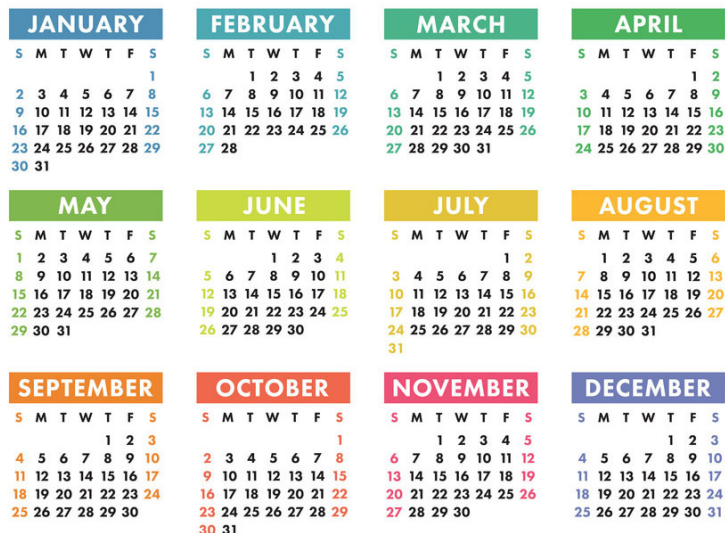 JANUARY
S M T W T F S
1
2 3 4 5 6 7 8
9 10 11 12 13 14 15
16 17 18 19 20 21 22
23 24 25 26 27 28 29
30 31
FEBRUARY
S M T W T F S
1 2 3 4 5
6 7 8 9 10 11 12
13 14 15 16 17 18 19
20 21 22 23 24 25 26
27 28
MARCH
S M T W T F S
1 2 3 4 5
6 7 8 9 10 11 12
13 14 15 16 17 18 19
20 21 22 23 24 25 26
27 28 29 30 31
APRIL
S M T W T F S
1 2
3 4 5 6 7 8 9
10 11 12 13 14 15 16
17 18 19 20 21 22 23
24 25 26 27 28 29 30
MAY
S M T W T F S
1 2 3 4 5 6 7
8 9 10 11 12 13 14
15 16 17 18 19 20 21
22 23 24 25 26 27 28
29 30 31
JUNE
S M T W T F S
1 2 3 4
5 6 7 8 9 10 11
12 13 14 15 16 17 18
19 20 21 22 23 24 25
26 27 28 29 30
JULY
S M T W T F S
1 2
3 4 5 6 7 8 9
10 11 12 13 14 15 16
17 18 19 20 21 22 23
24 25 26 27 28 29 30
31
AUGUST
S M T W T F S
1 2 3 4 5 6
7 8 9 10 11 12 13
14 15 16 17 18 19 20
21 22 23 24 25 26 27
28 29 30 31
SEPTEMBER
S M T W T F S
1 2 3
4 5 6 7 8 9 10
11 12 13 14 15 16 17
18 19 20 21 22 23 24
25 26 27 28 29 30
OCTOBER
S M T W T F S
1
2 3 4 5 6 7 8
9 10 11 12 13 14 15
16 17 18 19 20 21 22
23 24 25 26 27 28 29
30 31
NOVEMBER
S M T W T F S
1 2 3 4 5
6 7 8 9 10 11 12
13 14 15 16 17 18 19
20 21 22 23 24 25 26
27 28 29 30
DECEMBER
S M T W T F S
1 2 3
4 5 6 7 8 9 10
11 12 13 14 15 16 17
18 19 20 21 22 23 24
25 26 27 28 29 30 31